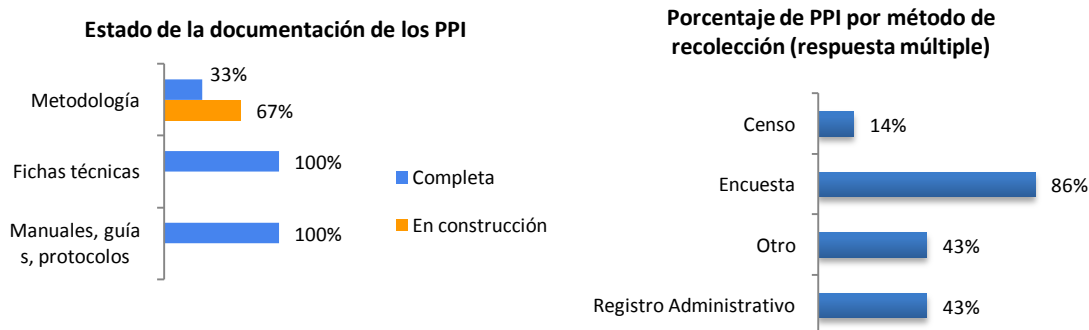 Estado de la documentación de los PPI
Metodología
33%
67%
Fichas técnicas
100%
Manuales, guía
s, protocolos
100%
Completa
En construcción
Porcentaje de PPI por método de
recolección (respuesta múltiple)
Censo
14%
Encuesta
86%
Otro
43%
Registro Administrativo
43%